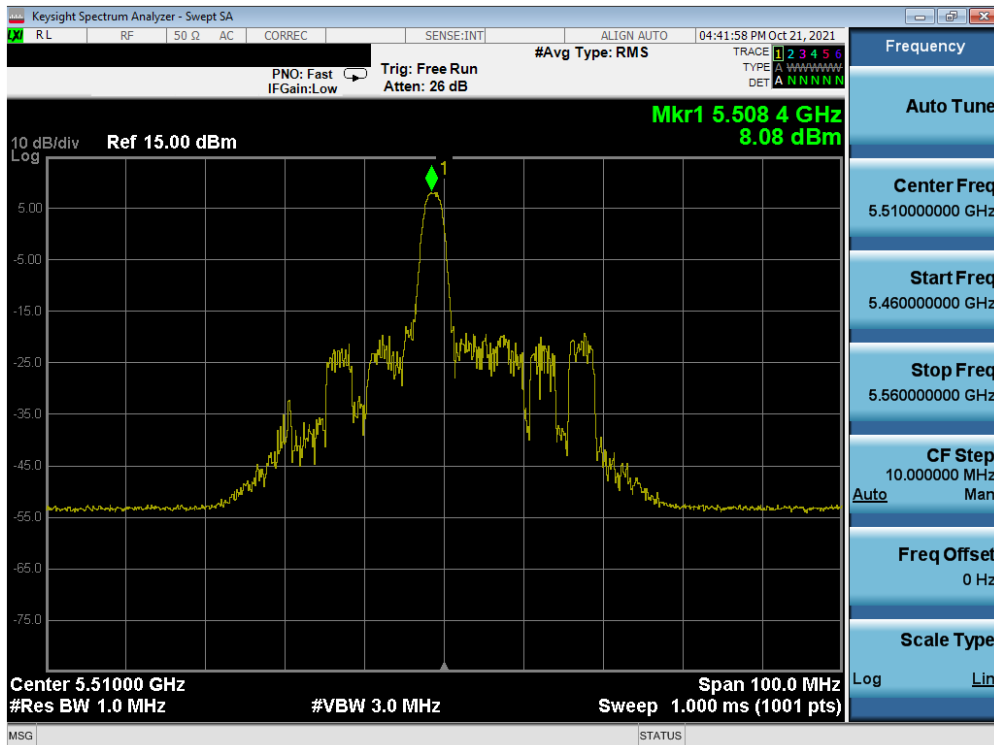 Keysight Spectrum Analyzer - Swept SA
LXI RL RF 50 Ω AC CORREC SENSE:INT ALIGN AUTO 04:41:58 PM Oct 21, 2021
PNO: Fast
IFGain:Low
Trig: Free Run
Atten: 26 dB
#Avg Type: RMS
TRACE 1 2 3 4 5 6
TYPE A WWWWW
DET A N N N N N
Mkr1 5.508 4 GHz
8.08 dBm
10 dB/div Ref 15.00 dBm
Log
1
5.00
-5.00
-15.0
-25.0
-35.0
-45.0
-55.0
-65.0
-75.0
Center 5.51000 GHz Span 100.0 MHz
#Res BW 1.0 MHz #VBW 3.0 MHz Sweep 1.000 ms (1001 pts)
MSG STATUS
Frequency
Auto Tune
Center Freq
5.510000000 GHz
Start Freq
5.460000000 GHz
Stop Freq
5.560000000 GHz
CF Step
10.000000 MHz
Auto Man
Freq Offset
0 Hz
Scale Type
Log Lin